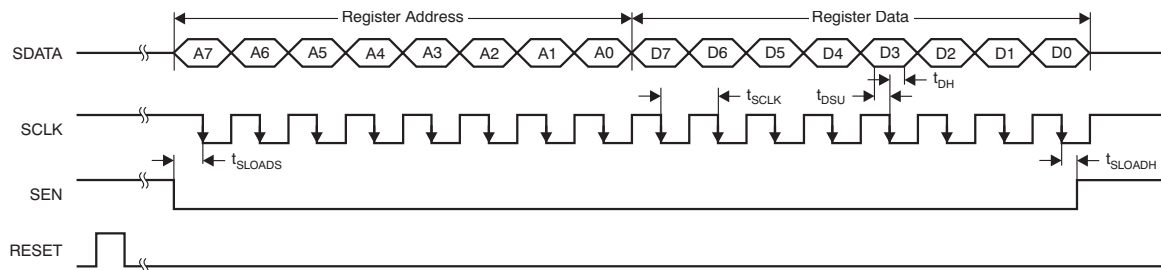 Register Address Register Data
SDATA A7 A6 A5 A4 A3 A2 A1 A0 D7 D6 D5 D4 D3 D2 D1 D0
tDH
tSCLK tDSU
SCLK
tSLOADS tSLOADH
SEN
RESET